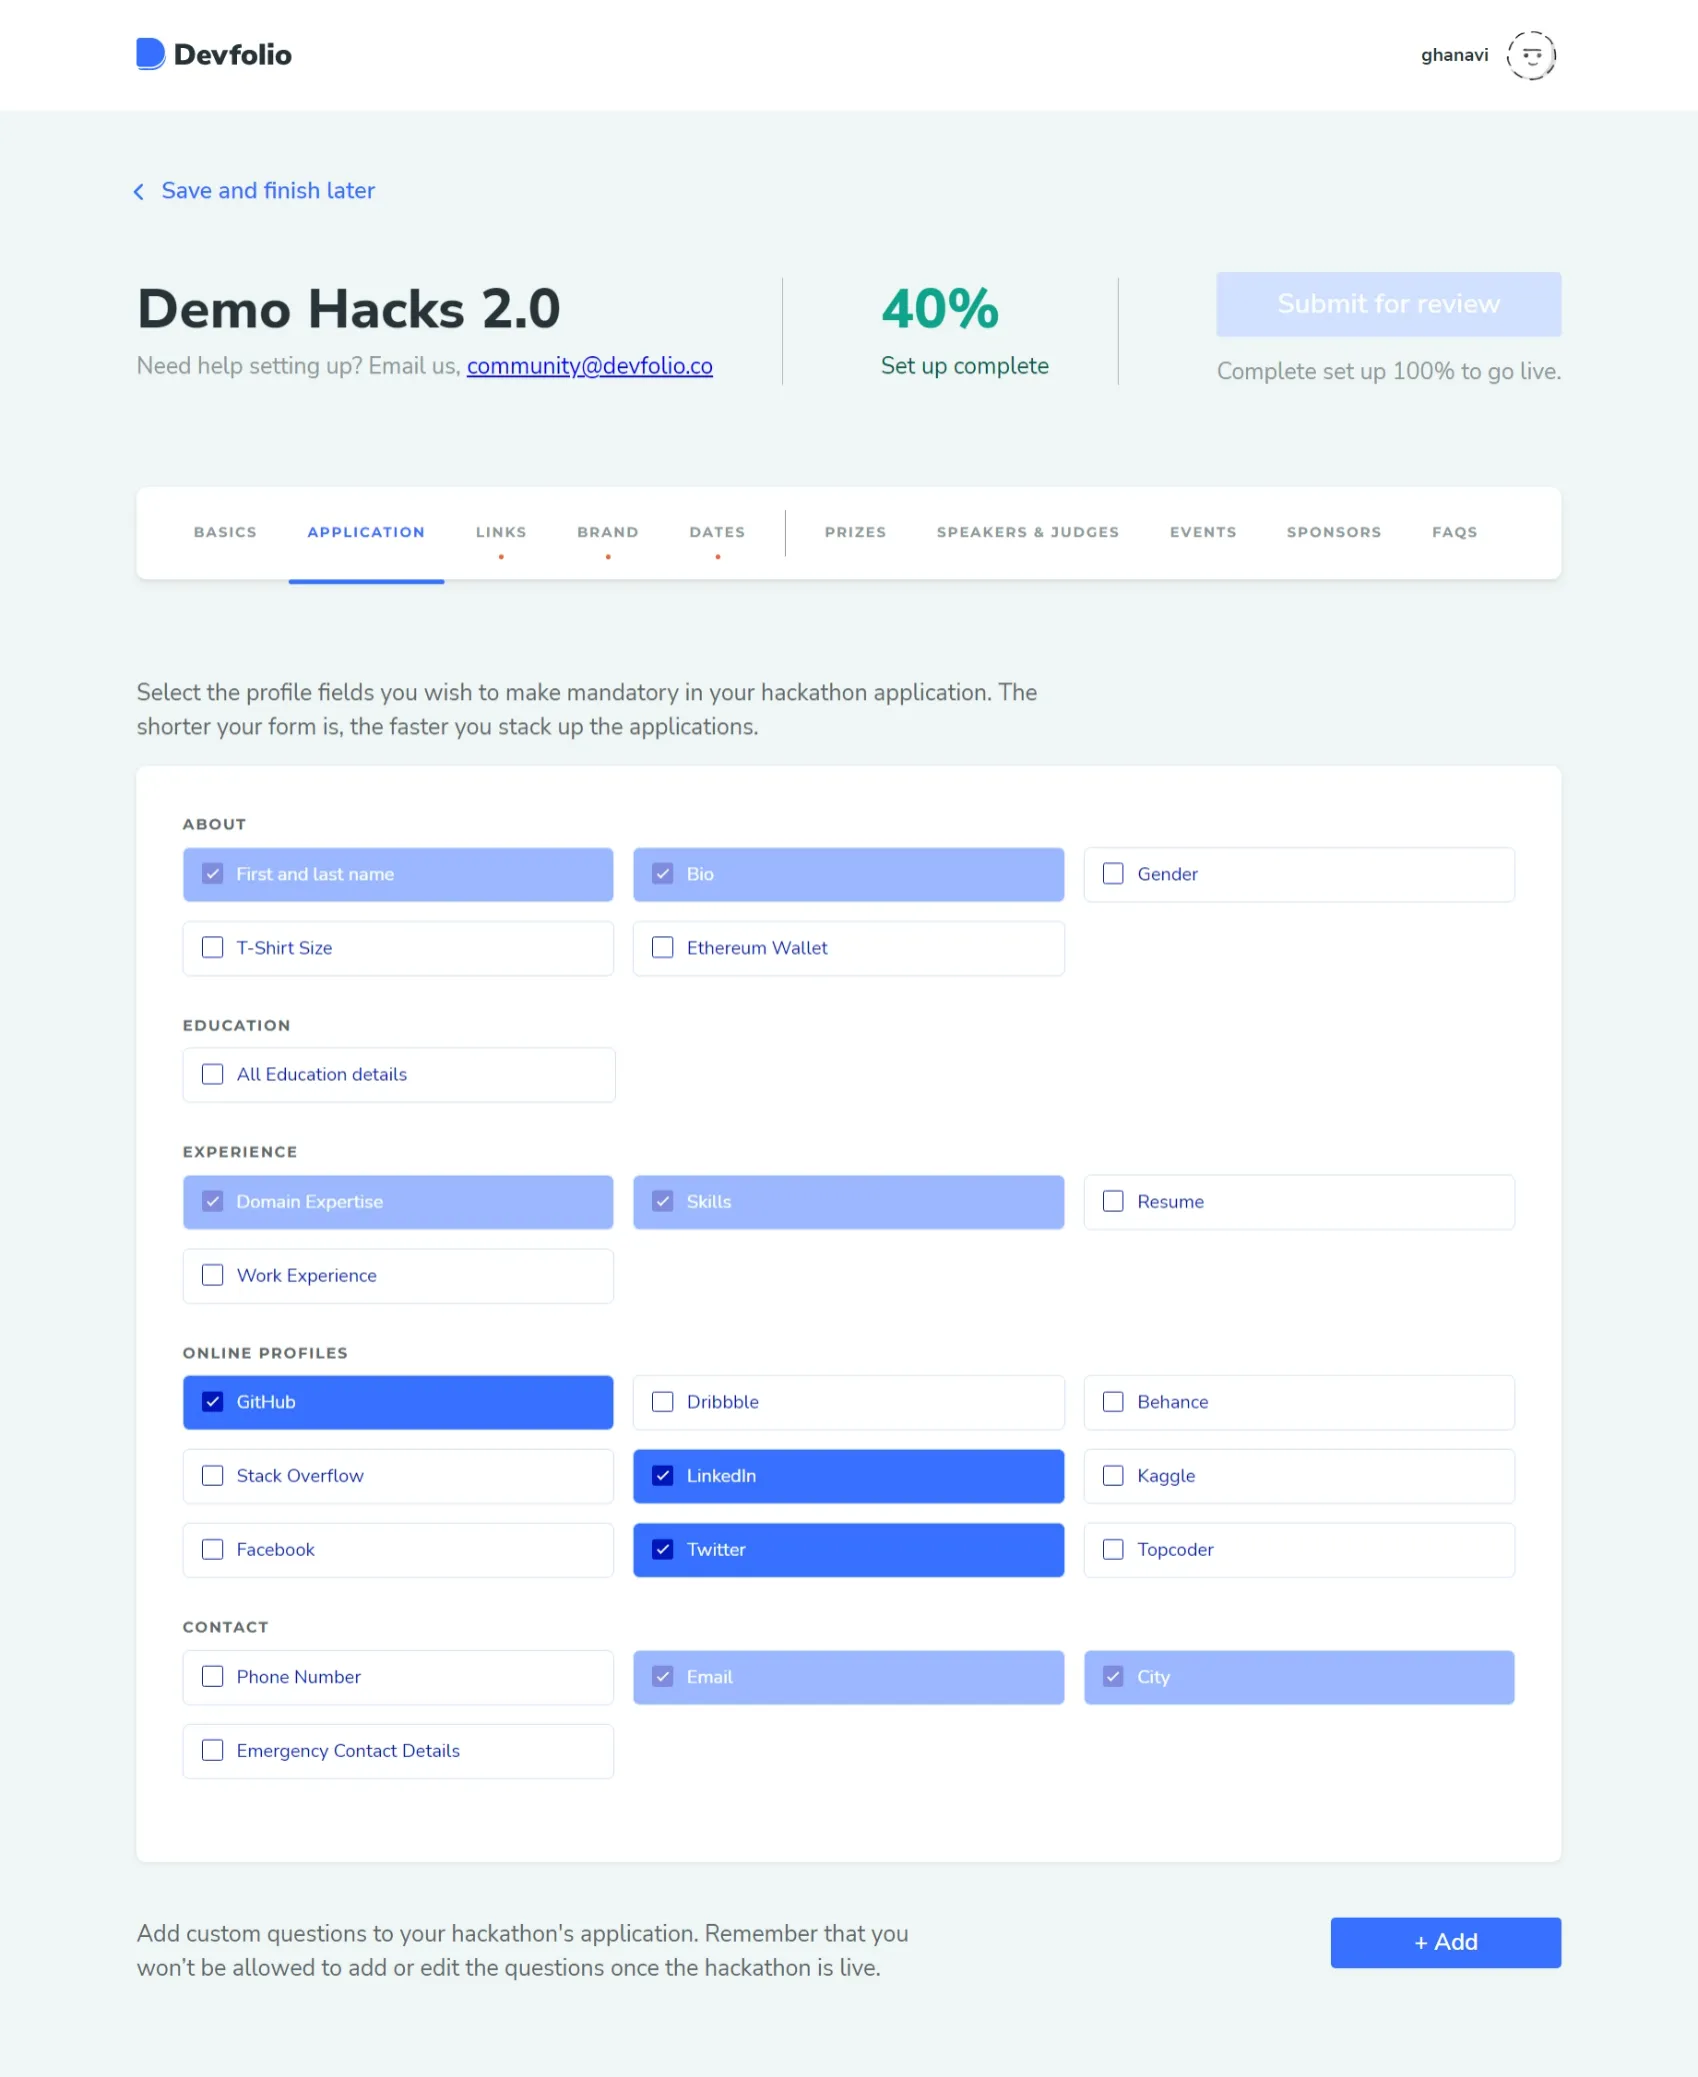 Devfolio
ghanavi
Save and finish later
Demo Hacks 2.0
Need help setting up? Email us, community@devfolio.co
40%
Set up complete
Submit for review
Complete set up 100% to go live.
BASICS APPLICATION LINKS BRAND DATES PRIZES SPEAKERS & JUDGES EVENTS SPONSORS FAQS
Select the profile fields you wish to make mandatory in your hackathon application. The
shorter your form is, the faster you stack up the applications.
ABOUT
First and last name Bio Gender
T-Shirt Size Ethereum Wallet
EDUCATION
All Education details
EXPERIENCE
Domain Expertise Skills Resume
Work Experience
ONLINE PROFILES
GitHub Dribbble Behance
Stack Overflow LinkedIn Kaggle
Facebook Twitter Topcoder
CONTACT
Phone Number Email City
Emergency Contact Details
Add custom questions to your hackathon's application. Remember that you
won’t be allowed to add or edit the questions once the hackathon is live.
+ Add